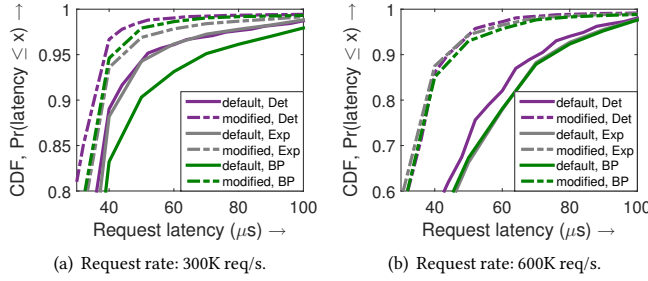 CDF, Pr(latency ≤ x) →
1
0.95
0.9
0.85
0.8
default, Det
modified, Det
default, Exp
modified, Exp
default, BP
modified, BP
40 60 80 100
Request latency (μs) →
(a) Request rate: 300K req/s.
CDF, Pr(latency ≤ x) →
1
0.9
0.8
0.7
0.6
default, Det
modified, Det
default, Exp
modified, Exp
default, BP
modified, BP
40 60 80 100
Request latency (μs) →
(b) Request rate: 600K req/s.